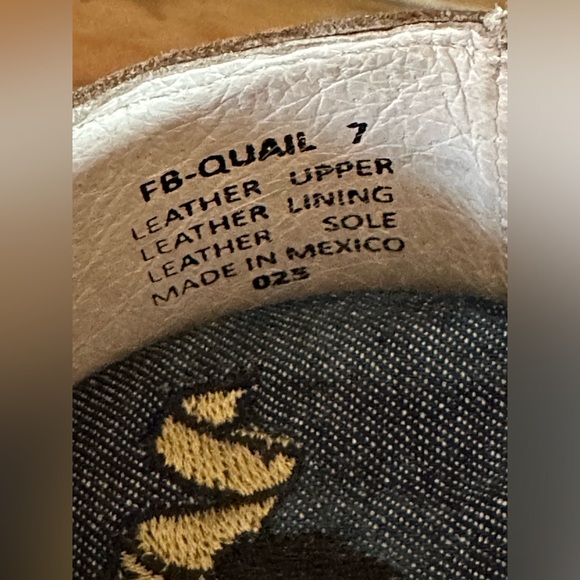 FB-QUAIL 7
LEATHER UPPER
LEATHER LINING
LEATHER SOLE
MADE IN MEXICO
025